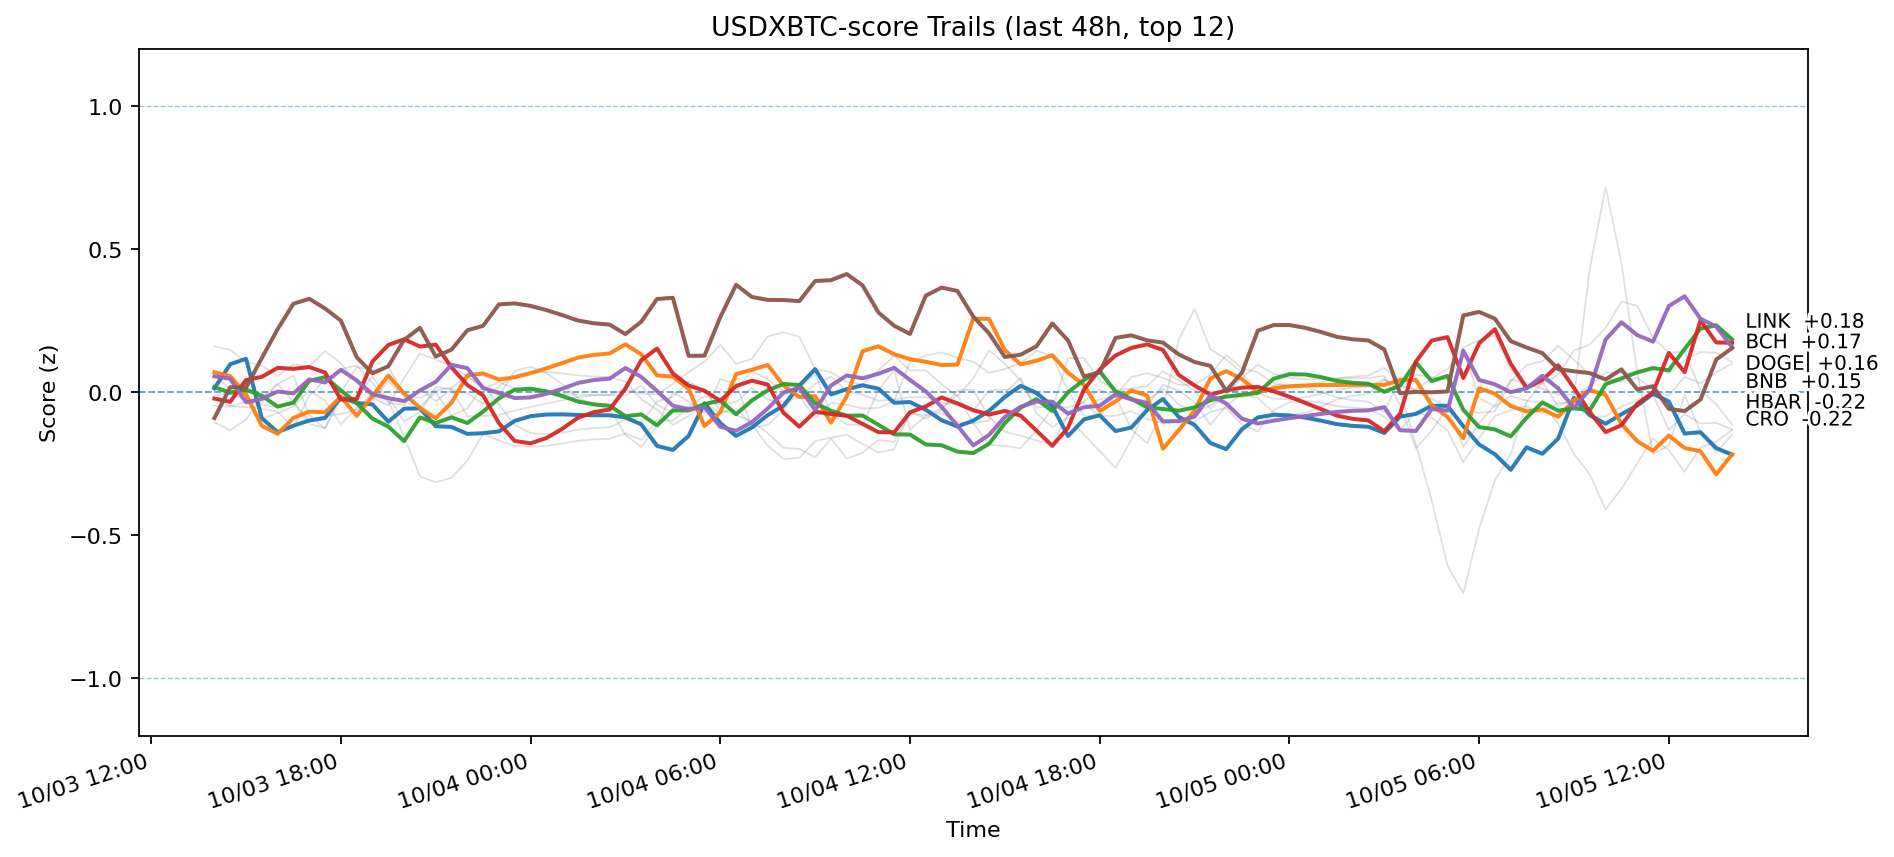 USDXBTC-score Trails (last 48h, top 12)
Score (z)
1.0
0.5
0.0
−0.5
−1.0
LINK +0.18
BCH +0.17
DOGE +0.16
BNB +0.15
HBAR -0.22
CRO -0.22
10/03 12:00
10/03 18:00
10/04 00:00
10/04 06:00
10/04 12:00
10/04 18:00
10/05 00:00
10/05 06:00
10/05 12:00
Time